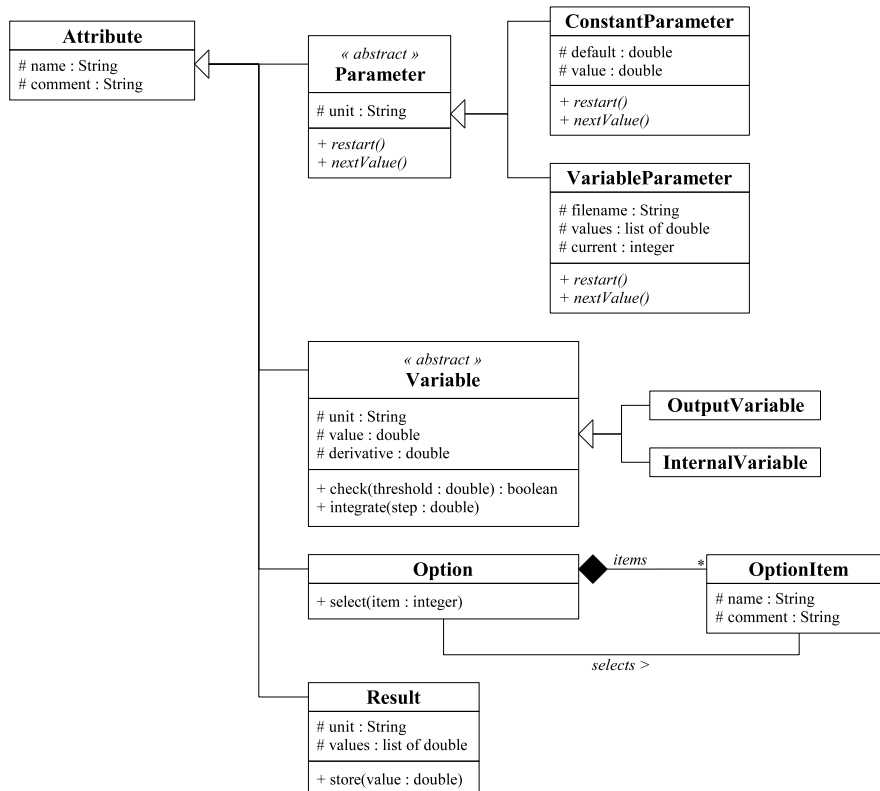 Attribute
# name : String
# comment : String
« abstract »
Parameter
# unit : String
+ restart()
+ nextValue()
ConstantParameter
# default : double
# value : double
+ restart()
+ nextValue()
VariableParameter
# filename : String
# values : list of double
# current : integer
+ restart()
+ nextValue()
« abstract »
Variable
# unit : String
# value : double
# derivative : double
+ check(threshold : double) : boolean
+ integrate(step : double)
OutputVariable
InternalVariable
Option
+ select(item : integer)
items
*
OptionItem
# name : String
# comment : String
selects >
Result
# unit : String
# values : list of double
+ store(value : double)